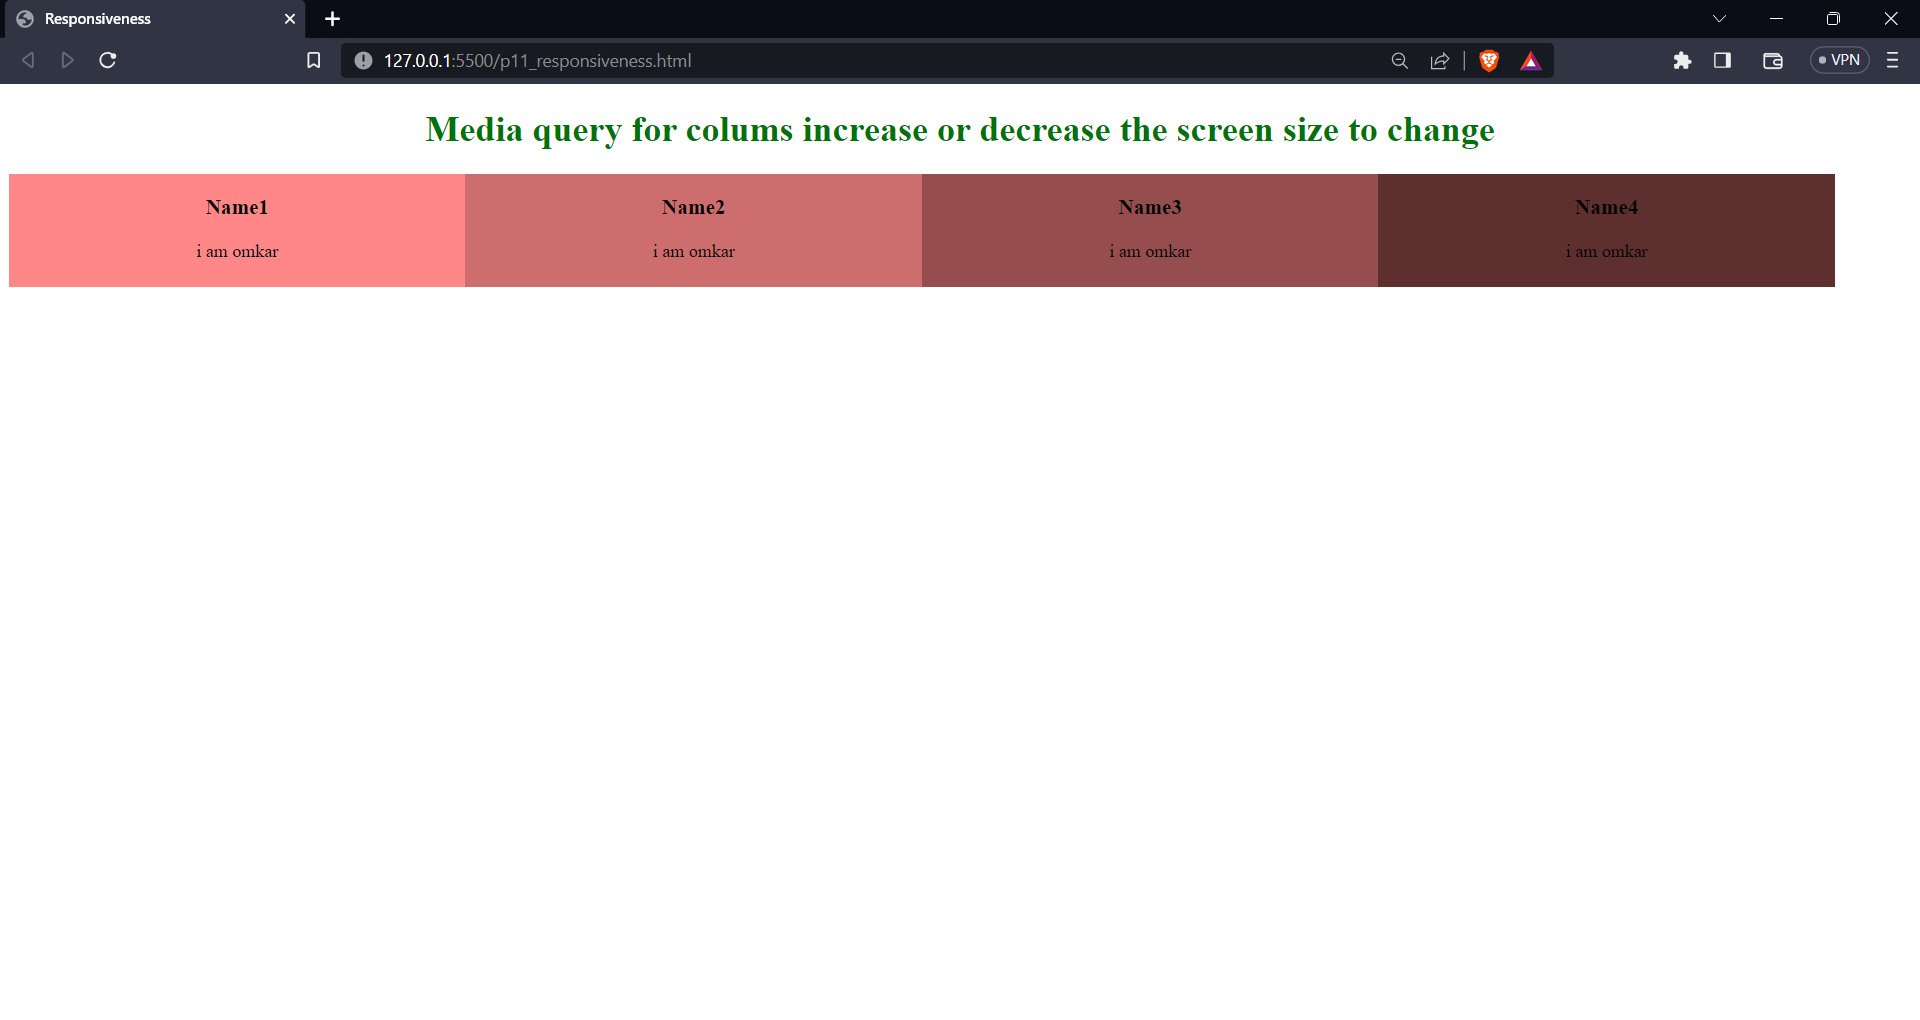 Responsiveness
127.0.0.1:5500/p11_responsiveness.html
VPN
Media query for colums increase or decrease the screen size to change
Name1 Name2 Name3 Name4
i am omkar i am omkar i am omkar i am omkar